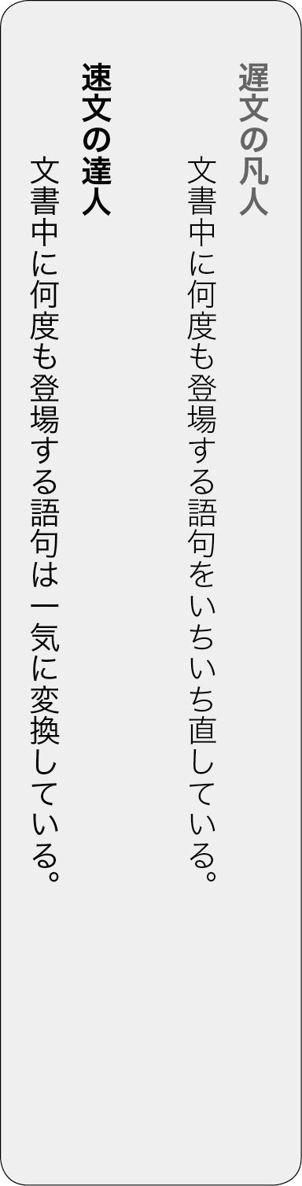 遅文の凡人
文書中に何度も登場する語句をいちいち直している。
速文の達人
文書中に何度も登場する語句は一気に変換している。